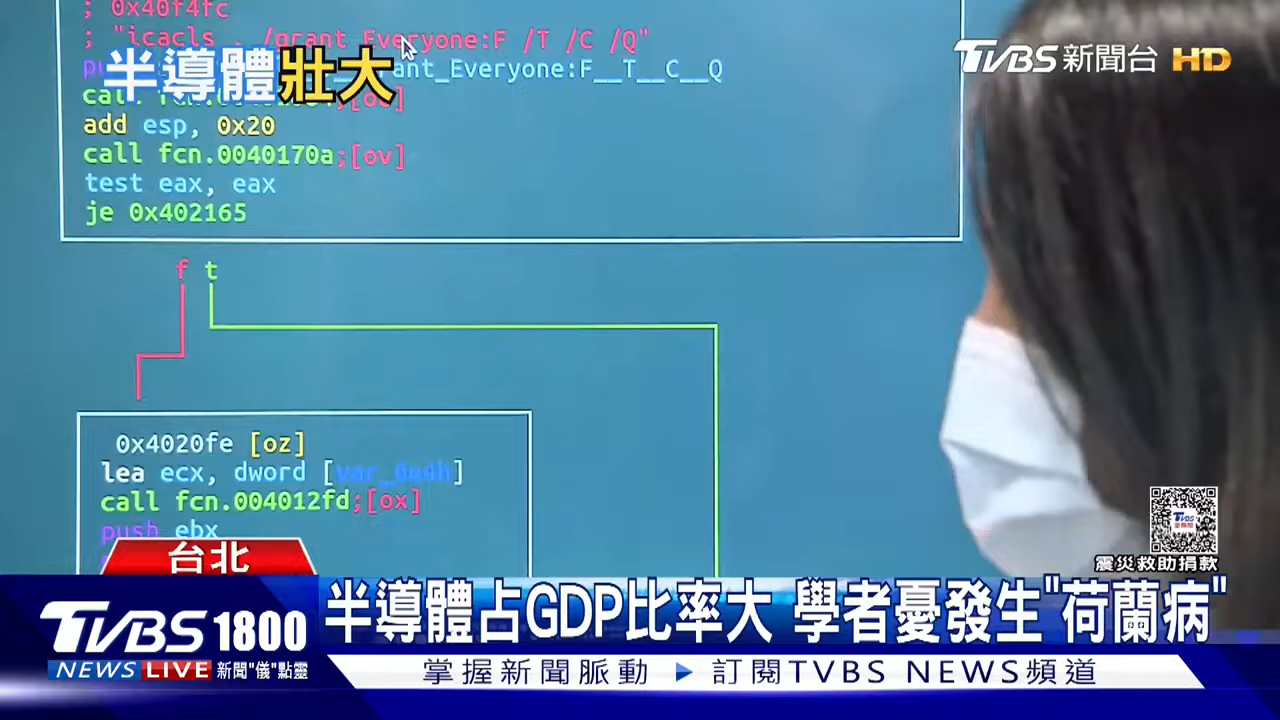 ; 0x40f4fc
; "icacls . /grant Everyone:F /T /C /Q"
rant_Everyone:F__T__C__Q
半導體壯大
TVBS新聞台 HD
add esp, 0x20
call fcn.0040170a;[ov]
test eax, eax
je 0x402165
f t
0x4020fe [oz]
lea ecx, dword [var_0e4h]
call fcn.004012fd;[ox]
push ebx
TVBS
震災救助捐款
台北
TVBS 1800
NEWS LIVE 新聞"儀"點靈
半導體占GDP比率大 學者憂發生"荷蘭病"
掌握新聞脈動 ▶ 訂閱TVBS NEWS頻道